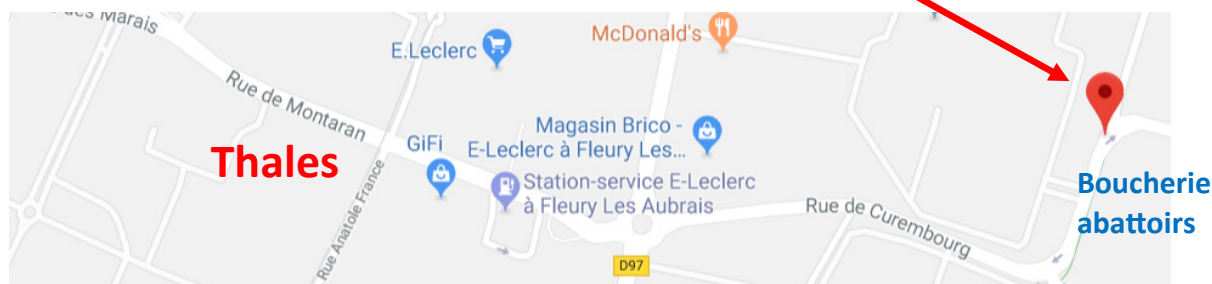 des Marais
McDonald's
E.Leclerc
Rue de Montaran
Magasin Brico -
E-Leclerc à Fleury Les...
GiFi
Thales
Station-service E-Leclerc
à Fleury Les Aubrais
Rue Anatole France
Rue de Curembourg
Boucherie
abattoirs
D97